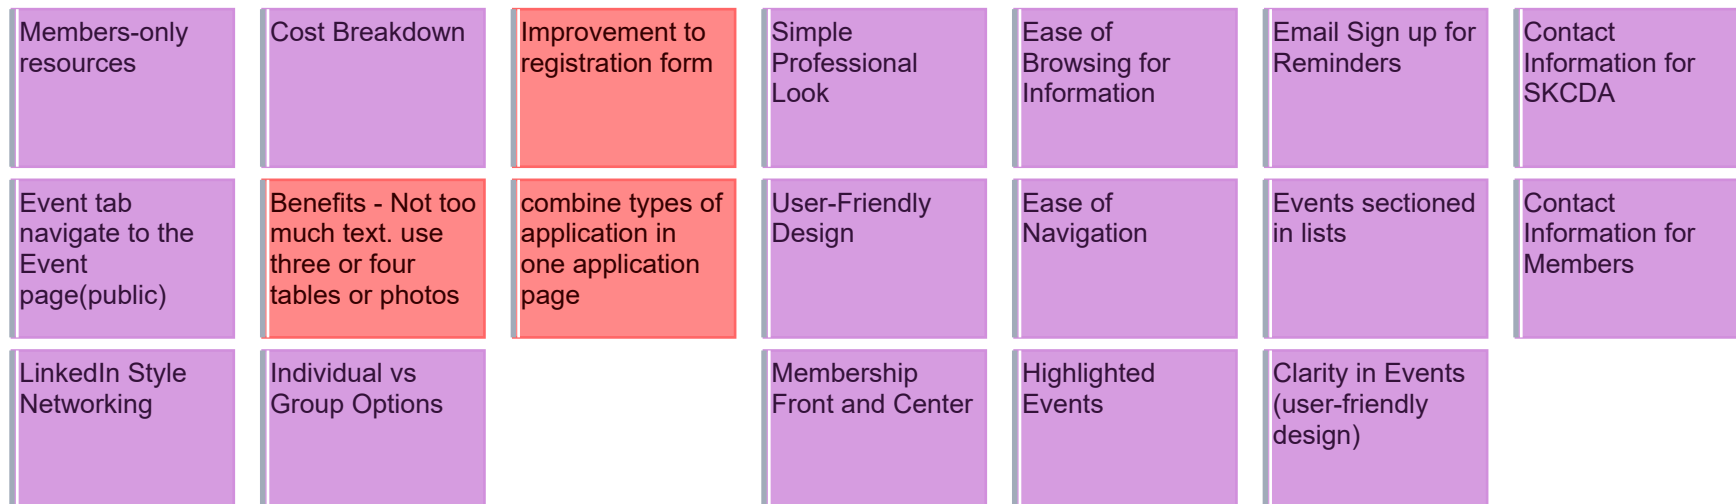 Members-only
resources
Cost Breakdown
Improvement to
registration form
Simple
Professional
Look
Ease of
Browsing for
Information
Email Sign up for
Reminders
Contact
Information for
SKCDA
Event tab
navigate to the
Event
page(public)
Benefits - Not too
much text. use
three or four
tables or photos
combine types of
application in
one application
page
User-Friendly
Design
Ease of
Navigation
Events sectioned
in lists
Contact
Information for
Members
LinkedIn Style
Networking
Individual vs
Group Options
Membership
Front and Center
Highlighted
Events
Clarity in Events
(user-friendly
design)